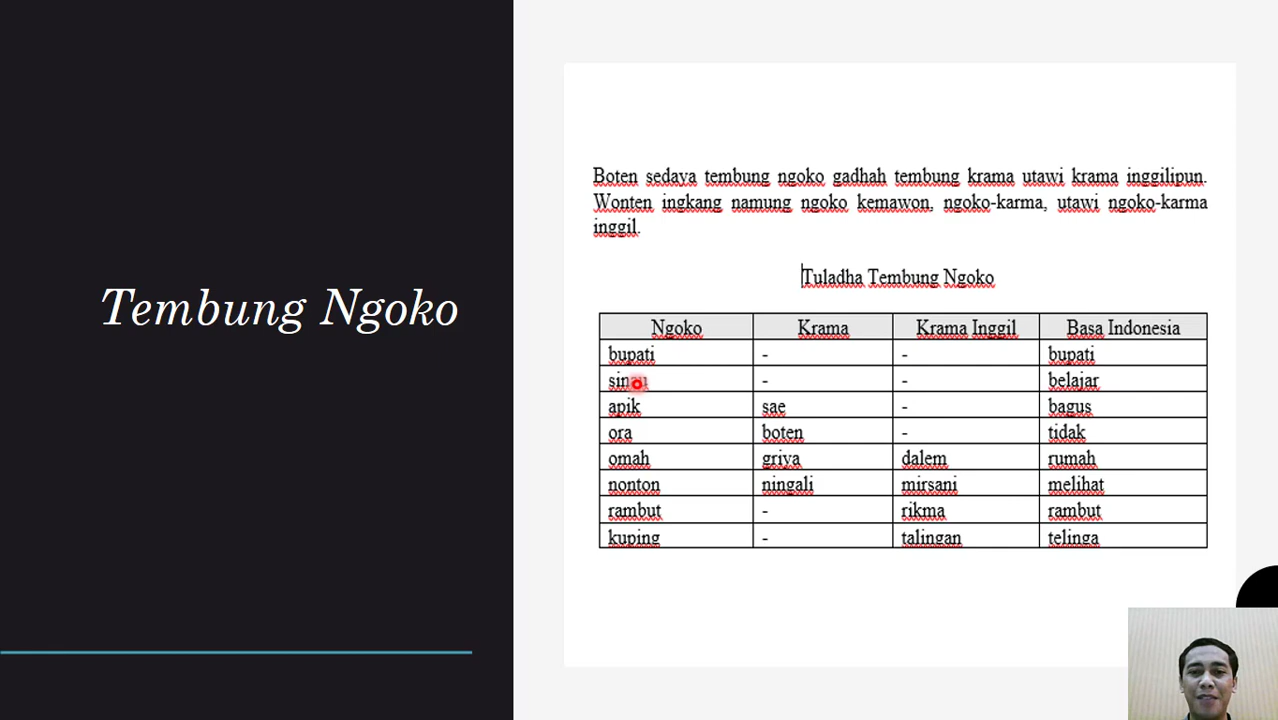 Tembung Ngoko
Boten sedaya tembung ngoko gadhah tembung krama utawi krama inggilipun.
Wonten ingkang namung ngoko kemawon, ngoko-karma, utawi ngoko-karma
inggil.
Tuladha Tembung Ngoko
Ngoko Krama Krama Inggil Basa Indonesia
bupati - - bupati
sinau - - belajar
apik sae - bagus
ora boten - tidak
omah griya dalem rumah
nonton ningali mirsani melihat
rambut - rikma rambut
kuping - talingan telinga